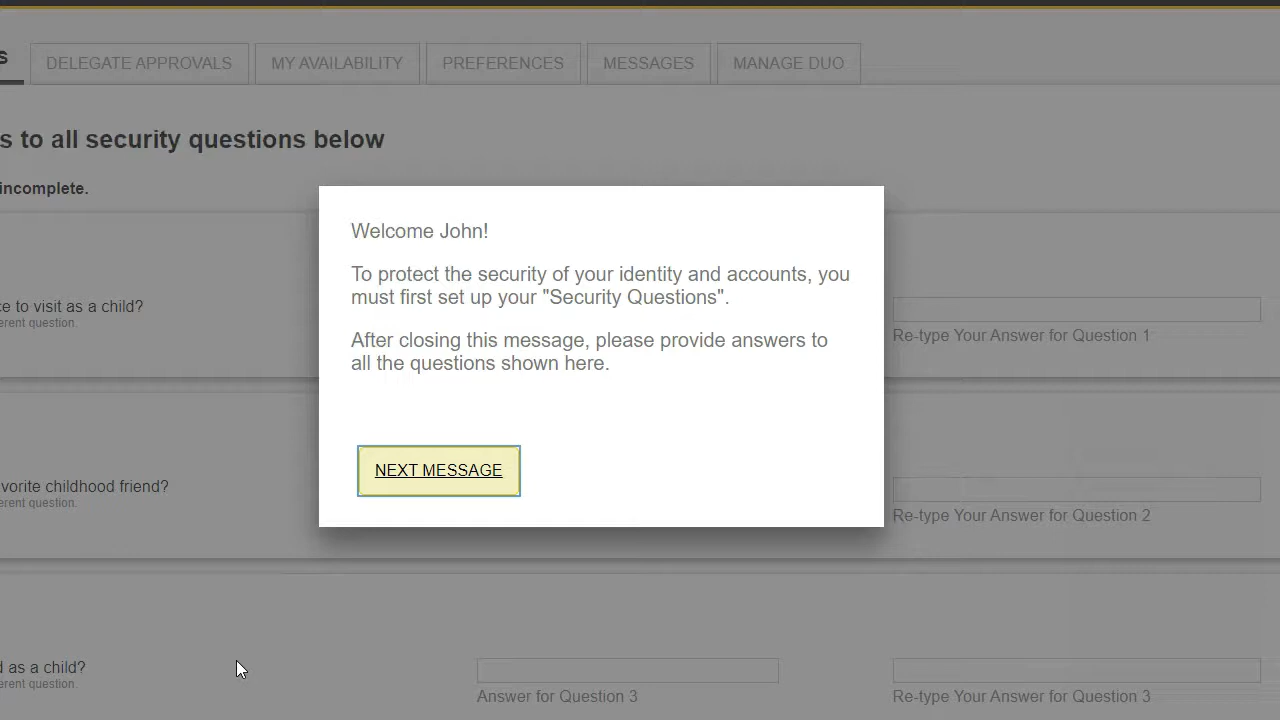 S
DELEGATE APPROVALS MY AVAILABILITY PREFERENCES MESSAGES MANAGE DUO
s to all security questions below
incomplete.
Welcome John!
To protect the security of your identity and accounts, you
must first set up your "Security Questions".
After closing this message, please provide answers to
all the questions shown here.
NEXT MESSAGE
ce to visit as a child?
erent question.
Re-type Your Answer for Question 1
vorite childhood friend?
erent question.
Re-type Your Answer for Question 2
d as a child?
erent question.
Answer for Question 3
Re-type Your Answer for Question 3